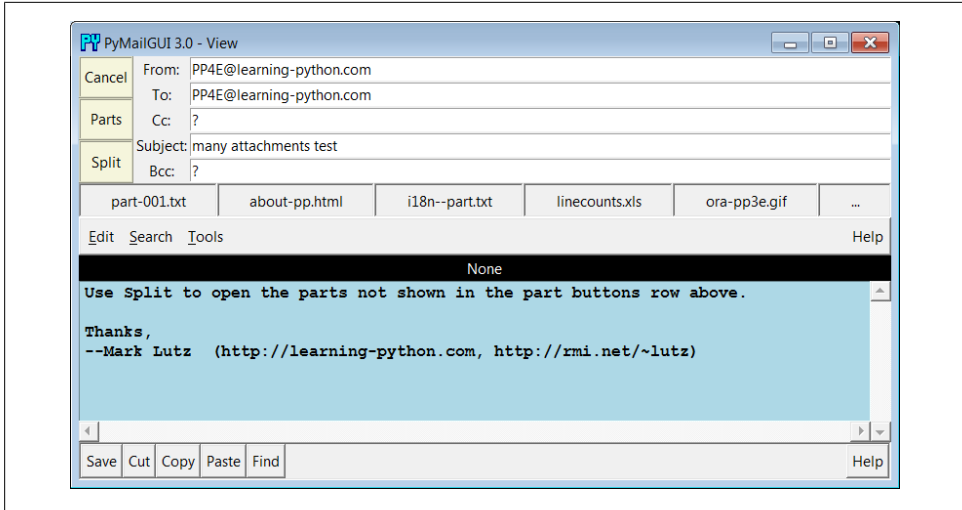 PY PyMailGUI 3.0 - View
Cancel From: PP4E@learning-python.com
To: PP4E@learning-python.com
Parts Cc: ?
Subject: many attachments test
Split Bcc: ?
part-001.txt about-pp.html i18n--part.txt linecounts.xls ora-pp3e.gif ...
Edit Search Tools Help
None
Use Split to open the parts not shown in the part buttons row above.
Thanks,
--Mark Lutz (http://learning-python.com, http://rmi.net/~lutz)
Save Cut Copy Paste Find Help